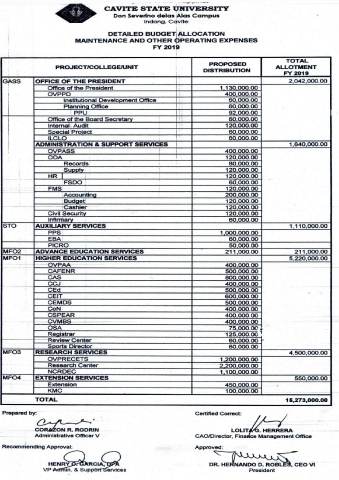 CAVITE STATE UNIVERSITY
Don Severino delas Alas Campus
Indang, Cavite
DETAILED BUDGET ALLOCATION
MAINTENANCE AND OTHER OPERATING EXPENSES
FY 2019
PROJECT/COLLEGE/UNIT PROPOSED DISTRIBUTION TOTAL ALLOTMENT FY 2019
GASS OFFICE OF THE PRESIDENT 2,042,000.00
Office of the President 1,130,000.00
OVPPD 400,000.00
Institutional Development Office 50,000.00
Planning Office 80,000.00
PPU 92,000.00
Office of the Board Secretary 60,000.00
Internal Audit 120,000.00
Special Project 60,000.00
ILCLO 60,000.00
ADMINISTRATION & SUPPORT SERVICES 1,640,000.00
OVPASS 400,000.00
ODA 120,000.00
Records 80,000.00
Supply 120,000.00
HR 120,000.00
FSDO 60,000.00
FMS 120,000.00
Accounting 200,000.00
Budget 120,000.00
Cashier 120,000.00
Civil Security 120,000.00
Infirmary 60,000.00
STO AUXILIARY SERVICES 1,110,000.00
PPS 1,000,000.00
EBA 60,000.00
PICRO 50,000.00
MFO2 ADVANCE EDUCATION SERVICES 211,000.00 211,000.00
MFO1 HIGHER EDUCATION SERVICES 5,220,000.00
OVPAA 400,000.00
CAFENR 500,000.00
CAS 800,000.00
CCJ 400,000.00
CEd 500,000.00
CEIT 600,000.00
CEMDS 500,000.00
CoN 400,000.00
CSPEAR 400,000.00
CVMBS 400,000.00
OSA 75,000.00
Registrar 125,000.00
Review Center 60,000.00
Sports Director 60,000.00
MFO3 RESEARCH SERVICES 4,500,000.00
OVPRECETS 1,200,000.00
Research Center 2,200,000.00
NCRDEC 1,100,000.00
MFO4 EXTENSION SERVICES 550,000.00
Extension 450,000.00
KMC 100,000.00
TOTAL 15,273,000.00
Prepared by: Certified Correct:
CORAZON R. RODRIN LOLITA G. HERRERA
Administrative Officer V CAO/Director, Finance Management Office
Recommending Approval: Approved:
HENRY O. GARCIA, DPA DR. HERNANDO D. ROBLES, CEO VI
VP Admin. & Support Services President